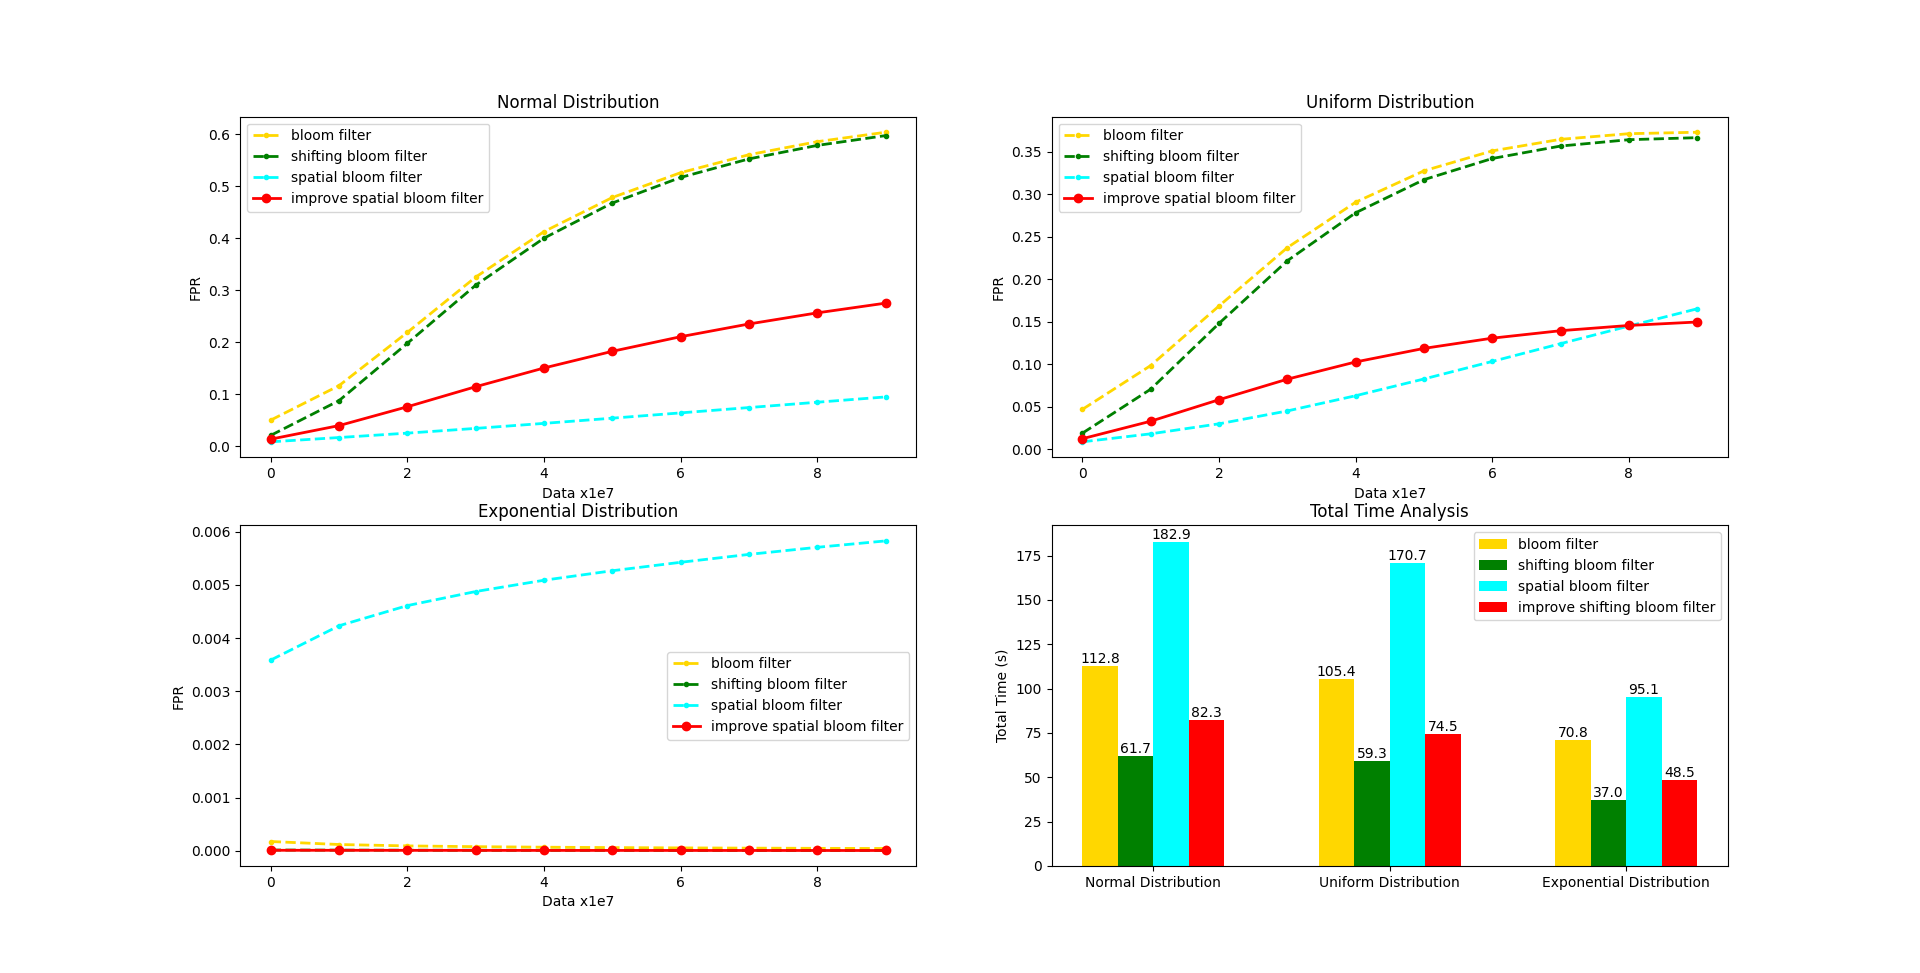 Normal Distribution
bloom filter
shifting bloom filter
spatial bloom filter
improve spatial bloom filter
FPR
0.6
0.5
0.4
0.3
0.2
0.1
0.0
0 2 4 6 8
Data x1e7
Uniform Distribution
bloom filter
shifting bloom filter
spatial bloom filter
improve spatial bloom filter
FPR
0.35
0.30
0.25
0.20
0.15
0.10
0.05
0.00
0 2 4 6 8
Data x1e7
Exponential Distribution
bloom filter
shifting bloom filter
spatial bloom filter
improve spatial bloom filter
FPR
0.006
0.005
0.004
0.003
0.002
0.001
0.000
0 2 4 6 8
Data x1e7
Total Time Analysis
bloom filter
shifting bloom filter
spatial bloom filter
improve shifting bloom filter
Total Time (s)
175
150
125
100
75
50
25
0
112.8 61.7 182.9 82.3
105.4 59.3 170.7 74.5
70.8 37.0 95.1 48.5
Normal Distribution Uniform Distribution Exponential Distribution